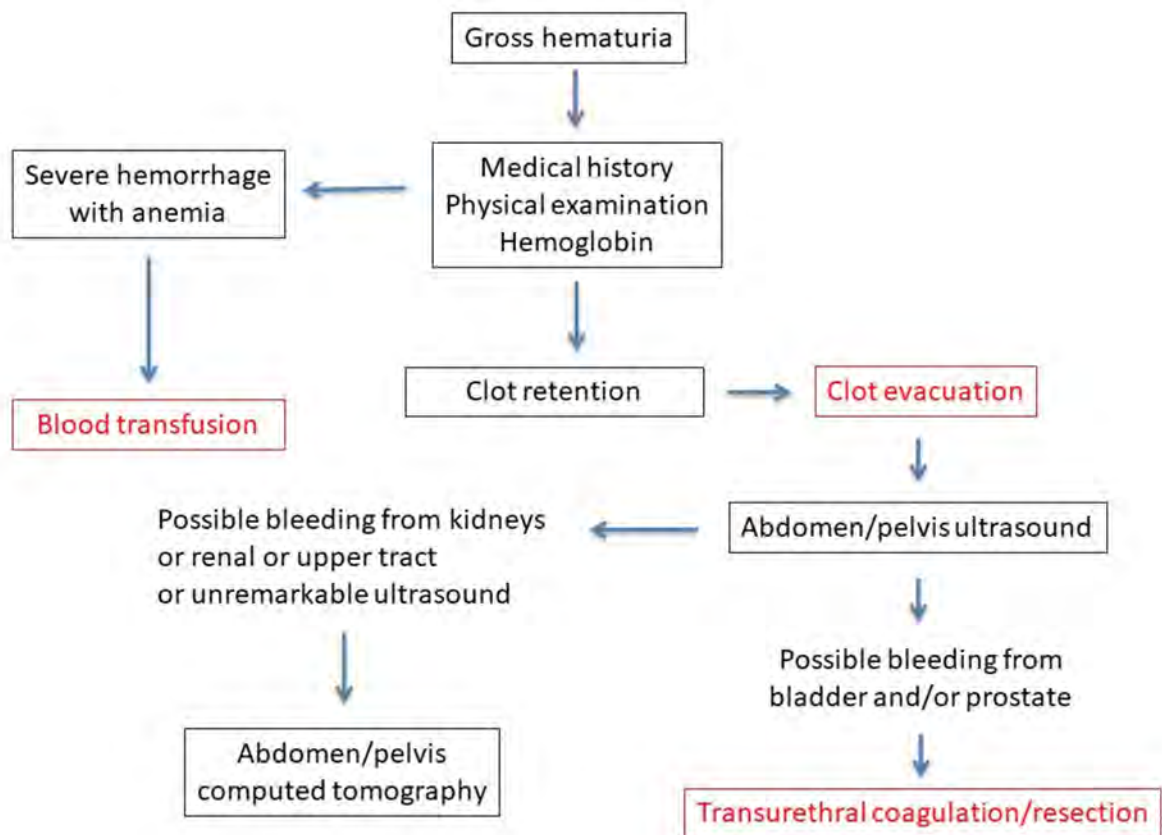 Gross hematuria
Severe hemorrhage
with anemia
Medical history
Physical examination
Hemoglobin
Clot retention
Clot evacuation
Blood transfusion
Possible bleeding from kidneys
or renal or upper tract
or unremarkable ultrasound
Abdomen/pelvis ultrasound
Possible bleeding from
bladder and/or prostate
Abdomen/pelvis
computed tomography
Transurethral coagulation/resection